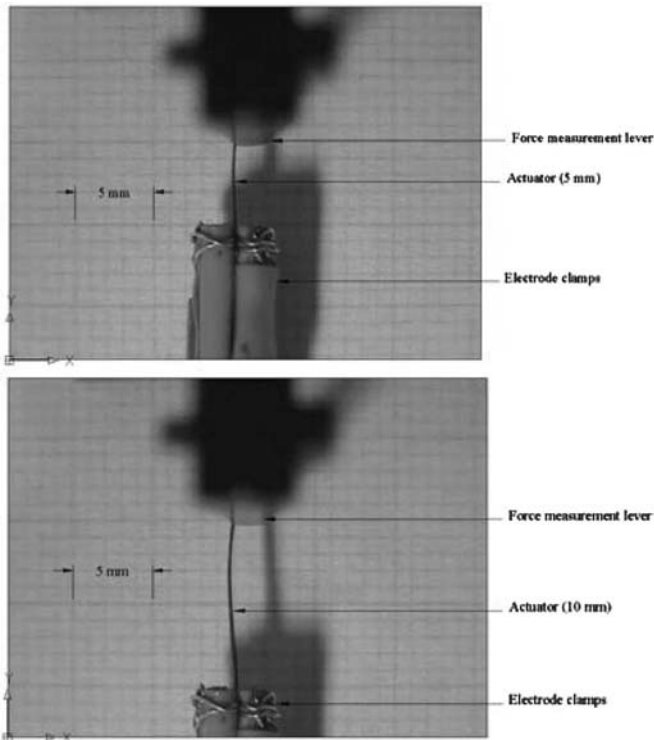 Force measurement lever
Actuator (5 mm)
5 mm
Electrode clamps
Y
X
Force measurement lever
5 mm
Actuator (10 mm)
Electrode clamps
Y
X